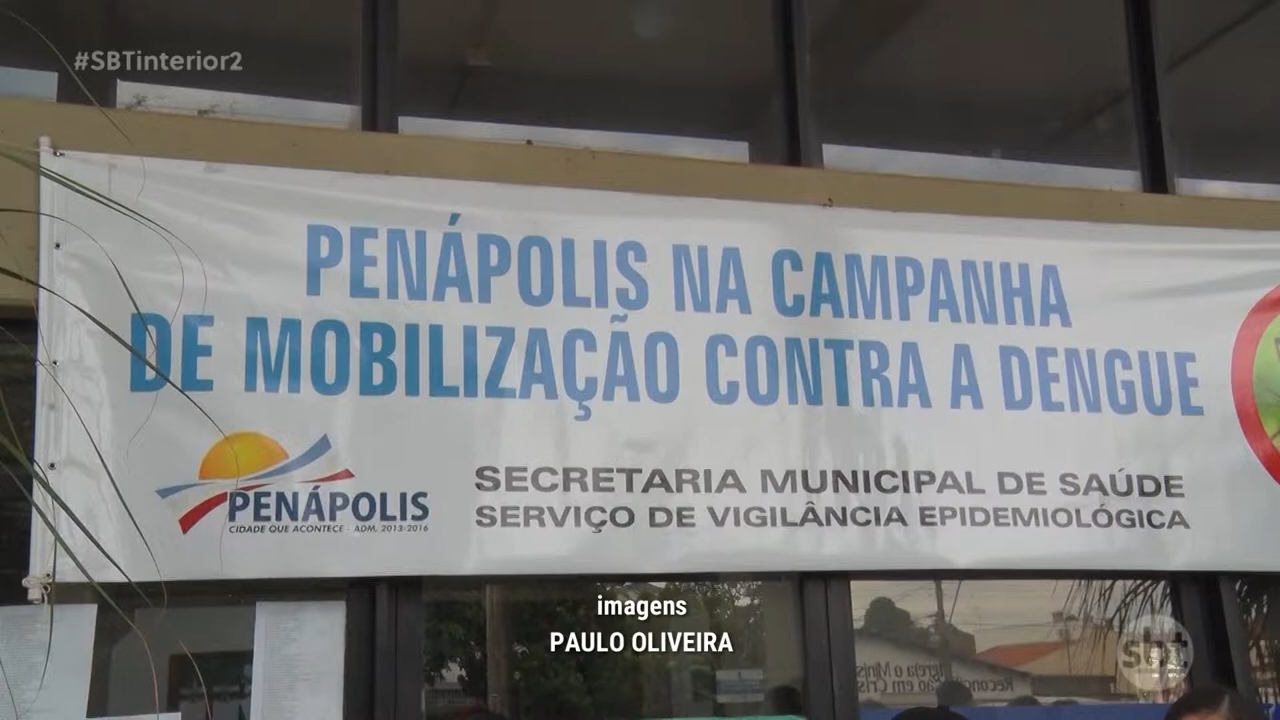 #SBTinterior2
PENÁPOLIS NA CAMPANHA
DE MOBILIZAÇÃO CONTRA A DENGUE
PENÁPOLIS
CIDADE QUE ACONTECE - ADM. 2013-2016
SECRETARIA MUNICIPAL DE SAÚDE
SERVIÇO DE VIGILÂNCIA EPIDEMIOLÓGICA
imagens
PAULO OLIVEIRA
sbt